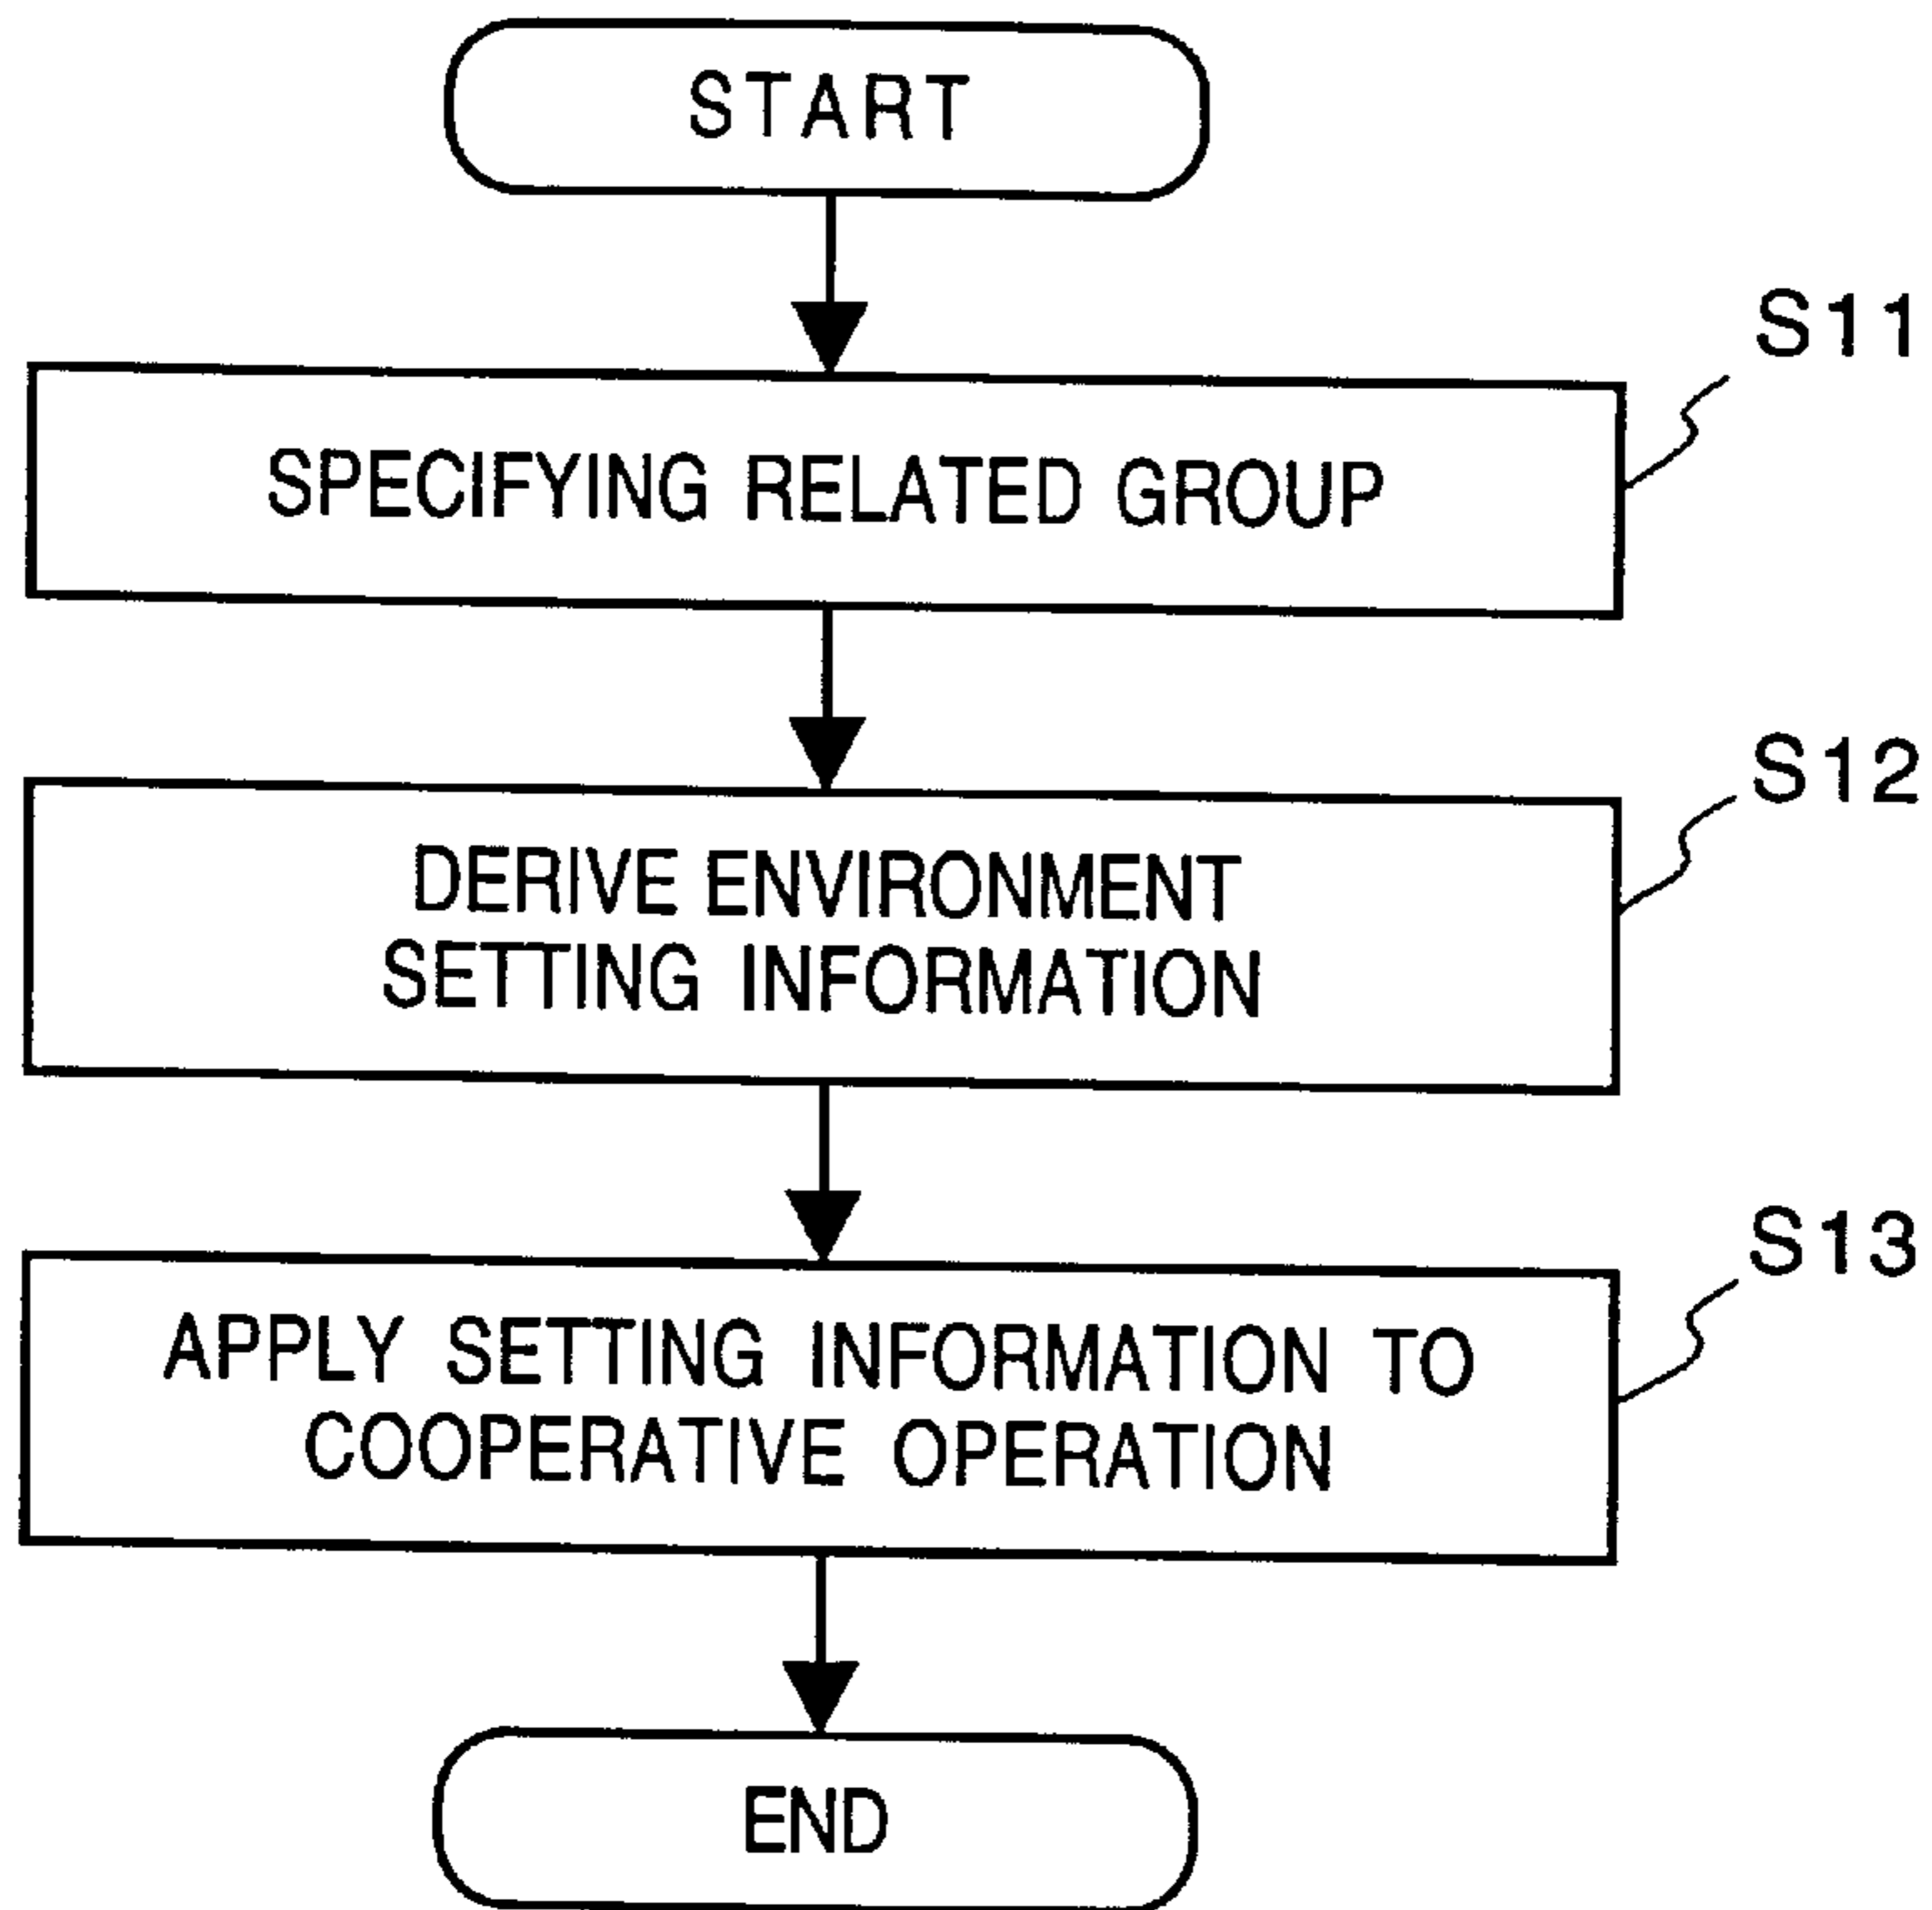 START
S11
SPECIFYING RELATED GROUP
S12
DERIVE ENVIRONMENT
SETTING INFORMATION
S13
APPLY SETTING INFORMATION TO
COOPERATIVE OPERATION
END